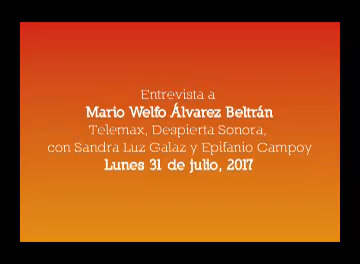 Entrevista a
Mario Welfo Álvarez Beltrán
Telemax, Despierta Sonora,
con Sandra Luz Galaz y Epifanio Campoy
Lunes 31 de julio, 2017